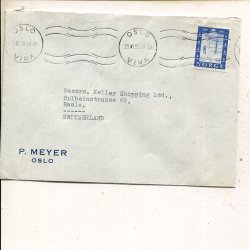 OSLO
VIKA
OSLO
VIKA
NORGE
Messrs. Keller Shipping Ltd.,
Holbeinstrasse 68,
Basle.
SWITZERLAND
P. MEYER
OSLO